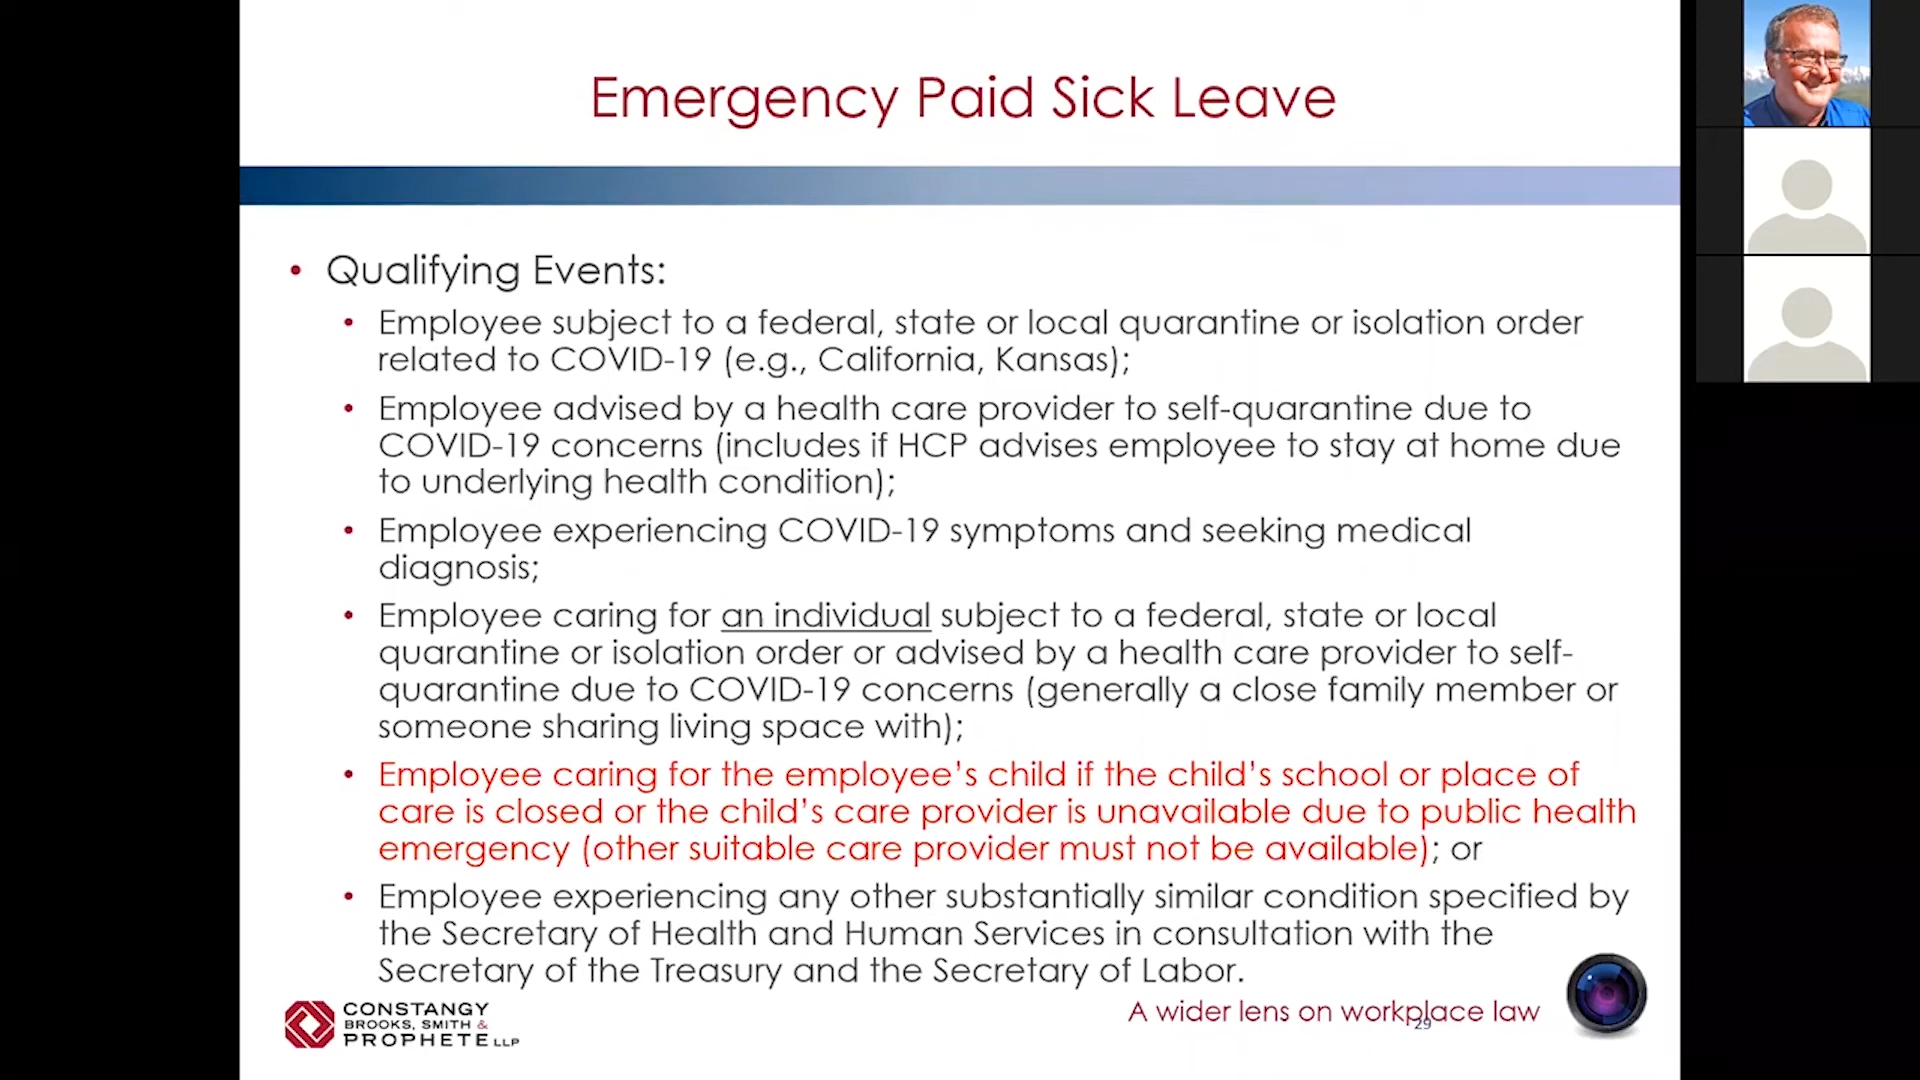 Emergency Paid Sick Leave
• Qualifying Events:
• Employee subject to a federal, state or local quarantine or isolation order
related to COVID-19 (e.g., California, Kansas);
• Employee advised by a health care provider to self-quarantine due to
COVID-19 concerns (includes if HCP advises employee to stay at home due
to underlying health condition);
• Employee experiencing COVID-19 symptoms and seeking medical
diagnosis;
• Employee caring for an individual subject to a federal, state or local
quarantine or isolation order or advised by a health care provider to self-
quarantine due to COVID-19 concerns (generally a close family member or
someone sharing living space with);
• Employee caring for the employee’s child if the child’s school or place of
care is closed or the child’s care provider is unavailable due to public health
emergency (other suitable care provider must not be available); or
• Employee experiencing any other substantially similar condition specified by
the Secretary of Health and Human Services in consultation with the
Secretary of the Treasury and the Secretary of Labor.
CONSTANGY
BROOKS, SMITH &
PROPHETE LLP
A wider lens on workplace law
29